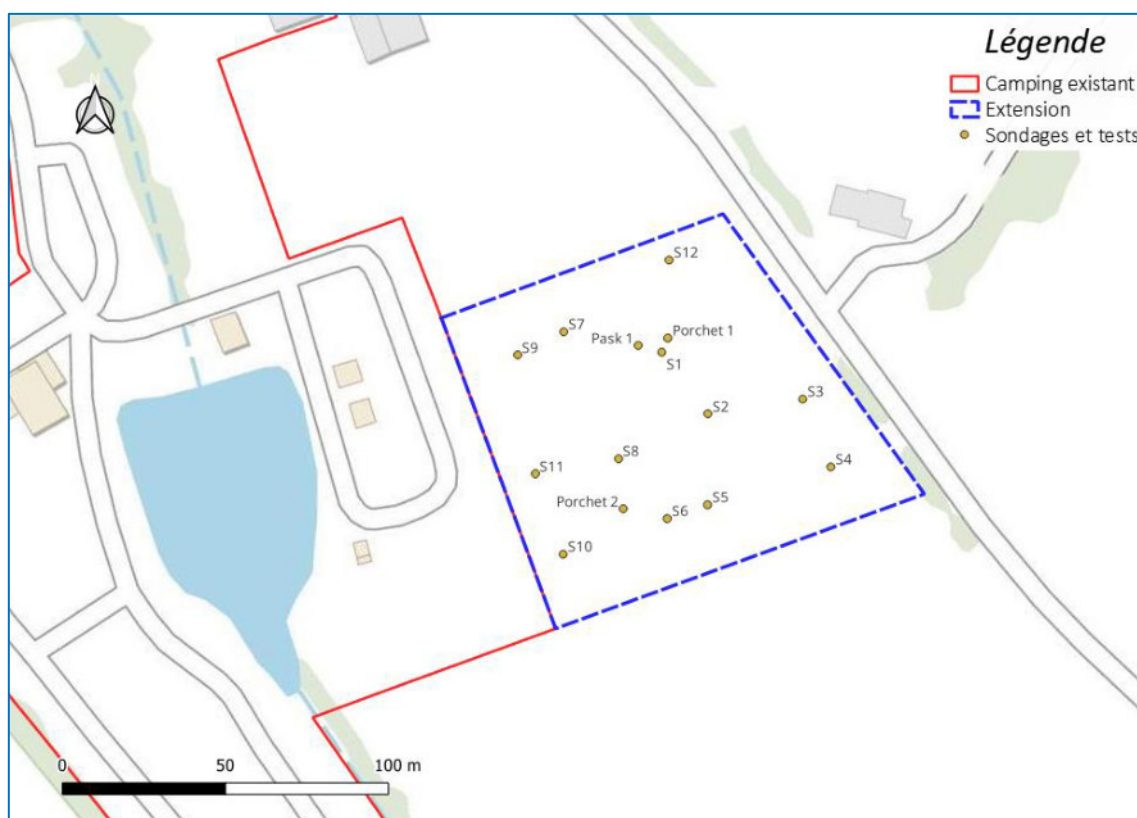 Légende
Camping existant
Extension
Sondages et tests
N
S12
S7
Porchet 1
Pask 1
S9
S1
S3
S2
S8
S4
S11
Porchet 2
S5
S6
S10
0
50
100 m